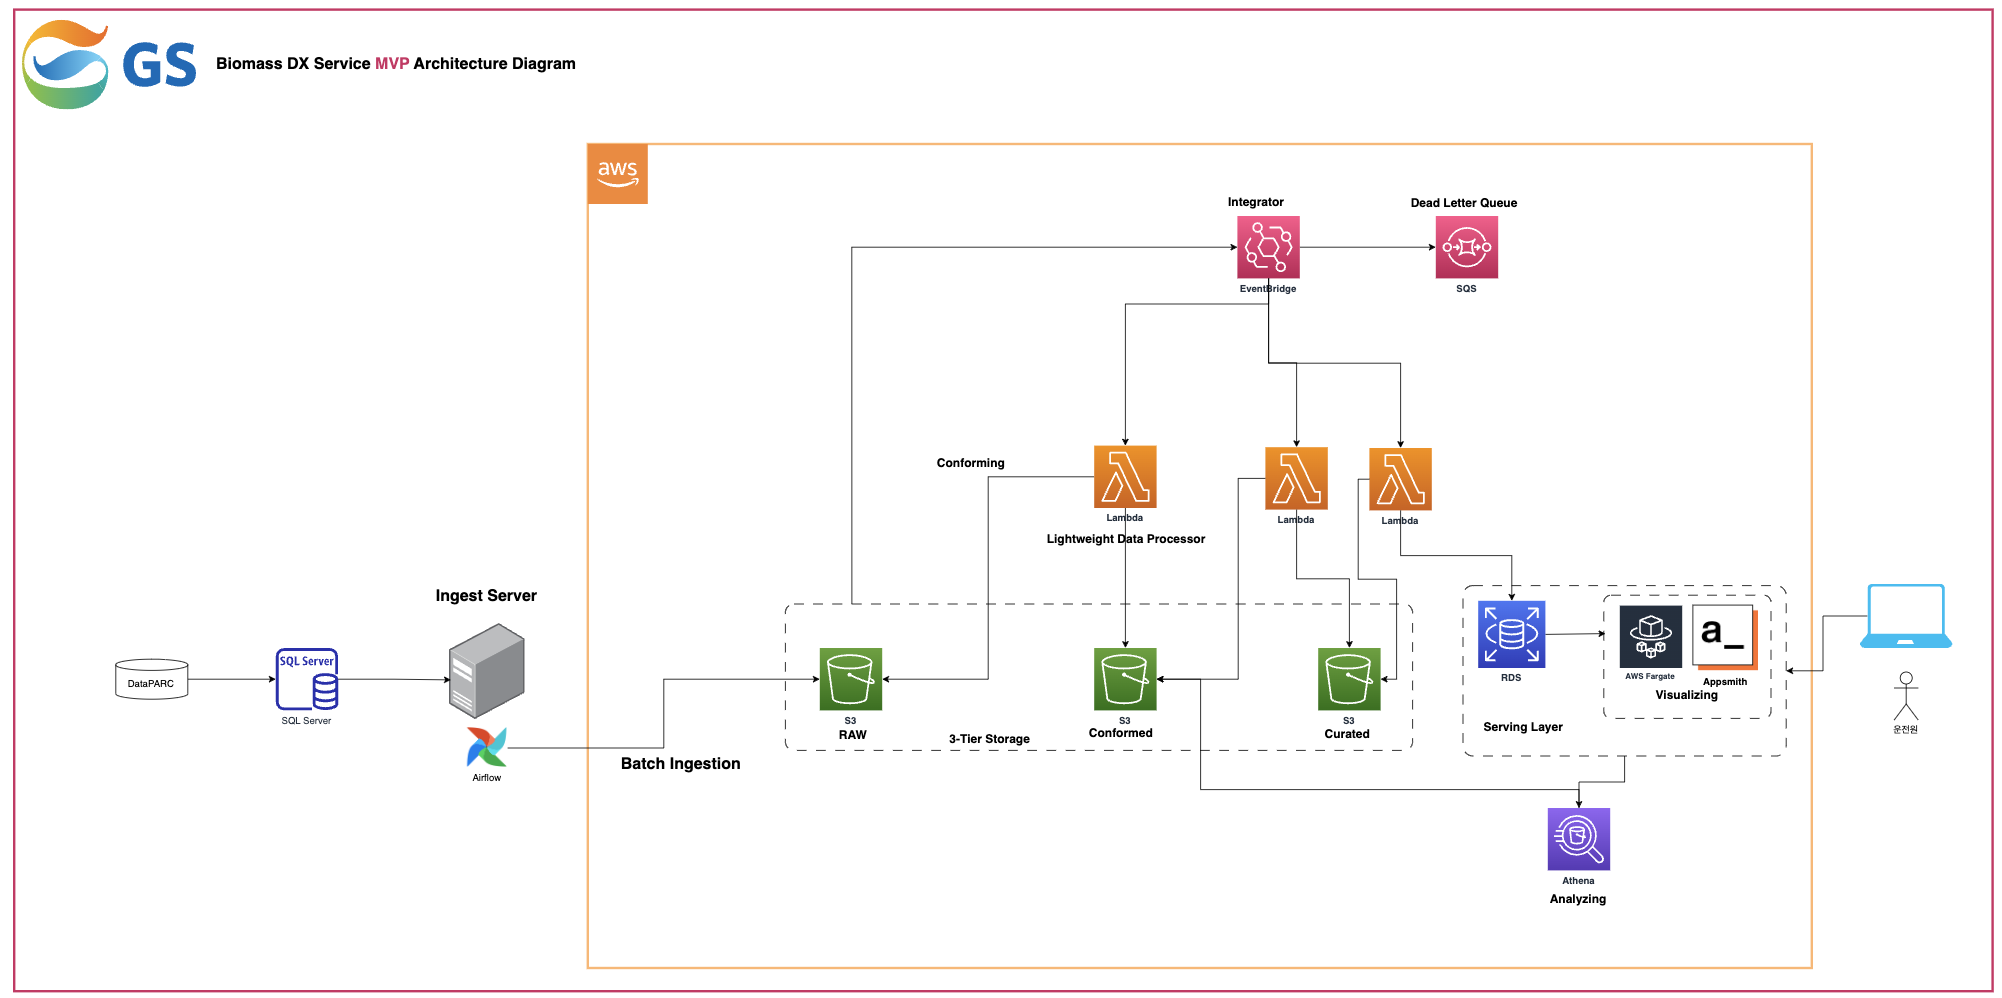 GS
Biomass DX Service MVP Architecture Diagram
aws
Integrator
Dead Letter Queue
EventBridge
SQS
Conforming
Lambda
Lambda
Lambda
Lightweight Data Processor
Ingest Server
DataPARC
SQL Server
SQL Server
Airflow
Batch Ingestion
S3
RAW
3-Tier Storage
S3
Conformed
S3
Curated
RDS
AWS Fargate
a_
Appsmith
Visualizing
Serving Layer
운전원
Athena
Analyzing